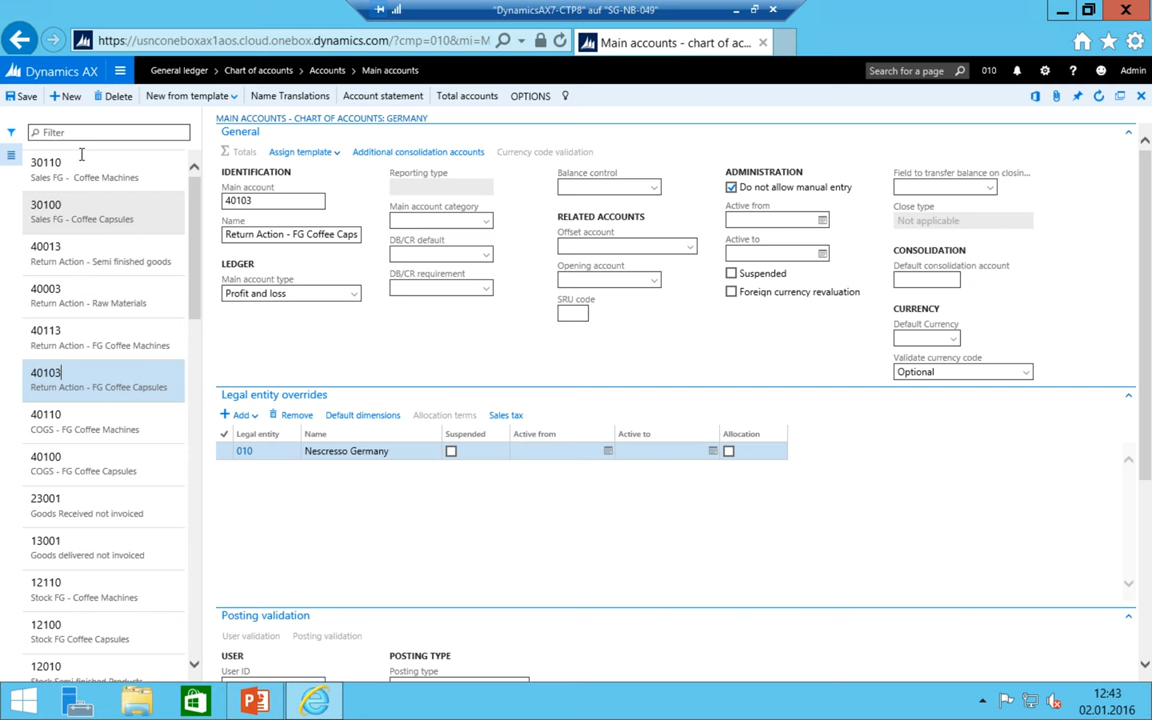 "DynamicsAX7-CTP8" auf "SG-NB-049"
https://usnconeboxax1aos.cloud.onebox.dynamics.com/?cmp=010&mi=M
Main accounts - chart of ac...
Dynamics AX
General ledger > Chart of accounts > Accounts > Main accounts
Search for a page
010
Admin
Save
New
Delete
New from template
Name Translations
Account statement
Total accounts
OPTIONS
Filter
30110
Sales FG - Coffee Machines
30100
Sales FG - Coffee Capsules
40013
Return Action - Semi finished goods
40003
Return Action - Raw Materials
40113
Return Action - FG Coffee Machines
40103
Return Action - FG Coffee Capsules
40110
COGS - FG Coffee Machines
40100
COGS - FG Coffee Capsules
23001
Goods Received not invoiced
13001
Goods delivered not invoiced
12110
Stock FG - Coffee Machines
12100
Stock FG Coffee Capsules
12010
Stock Semi finished Products
MAIN ACCOUNTS - CHART OF ACCOUNTS: GERMANY
General
Totals
Assign template
Additional consolidation accounts
Currency code validation
IDENTIFICATION
Main account
40103
Name
Return Action - FG Coffee Caps
LEDGER
Main account type
Profit and loss
Reporting type
Main account category
DB/CR default
DB/CR requirement
Balance control
RELATED ACCOUNTS
Offset account
Opening account
SRU code
ADMINISTRATION
Do not allow manual entry
Active from
Active to
Suspended
Foreign currency revaluation
Field to transfer balance on closin...
Close type
Not applicable
CONSOLIDATION
Default consolidation account
CURRENCY
Default Currency
Validate currency code
Optional
Legal entity overrides
Add
Remove
Default dimensions
Allocation terms
Sales tax
Legal entity
Name
Suspended
Active from
Active to
Allocation
010
Nescresso Germany
Posting validation
User validation
Posting validation
USER
User ID
POSTING TYPE
Posting type
12:43
02.01.2016